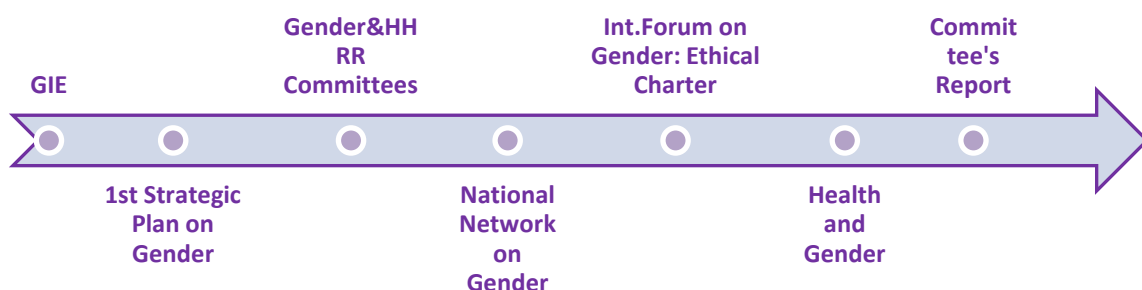 GIE
1st Strategic
Plan on
Gender
Gender&HH
RR
Committees
National
Network
on
Gender
Int.Forum on
Gender: Ethical
Charter
Health
and
Gender
Commit
tee's
Report